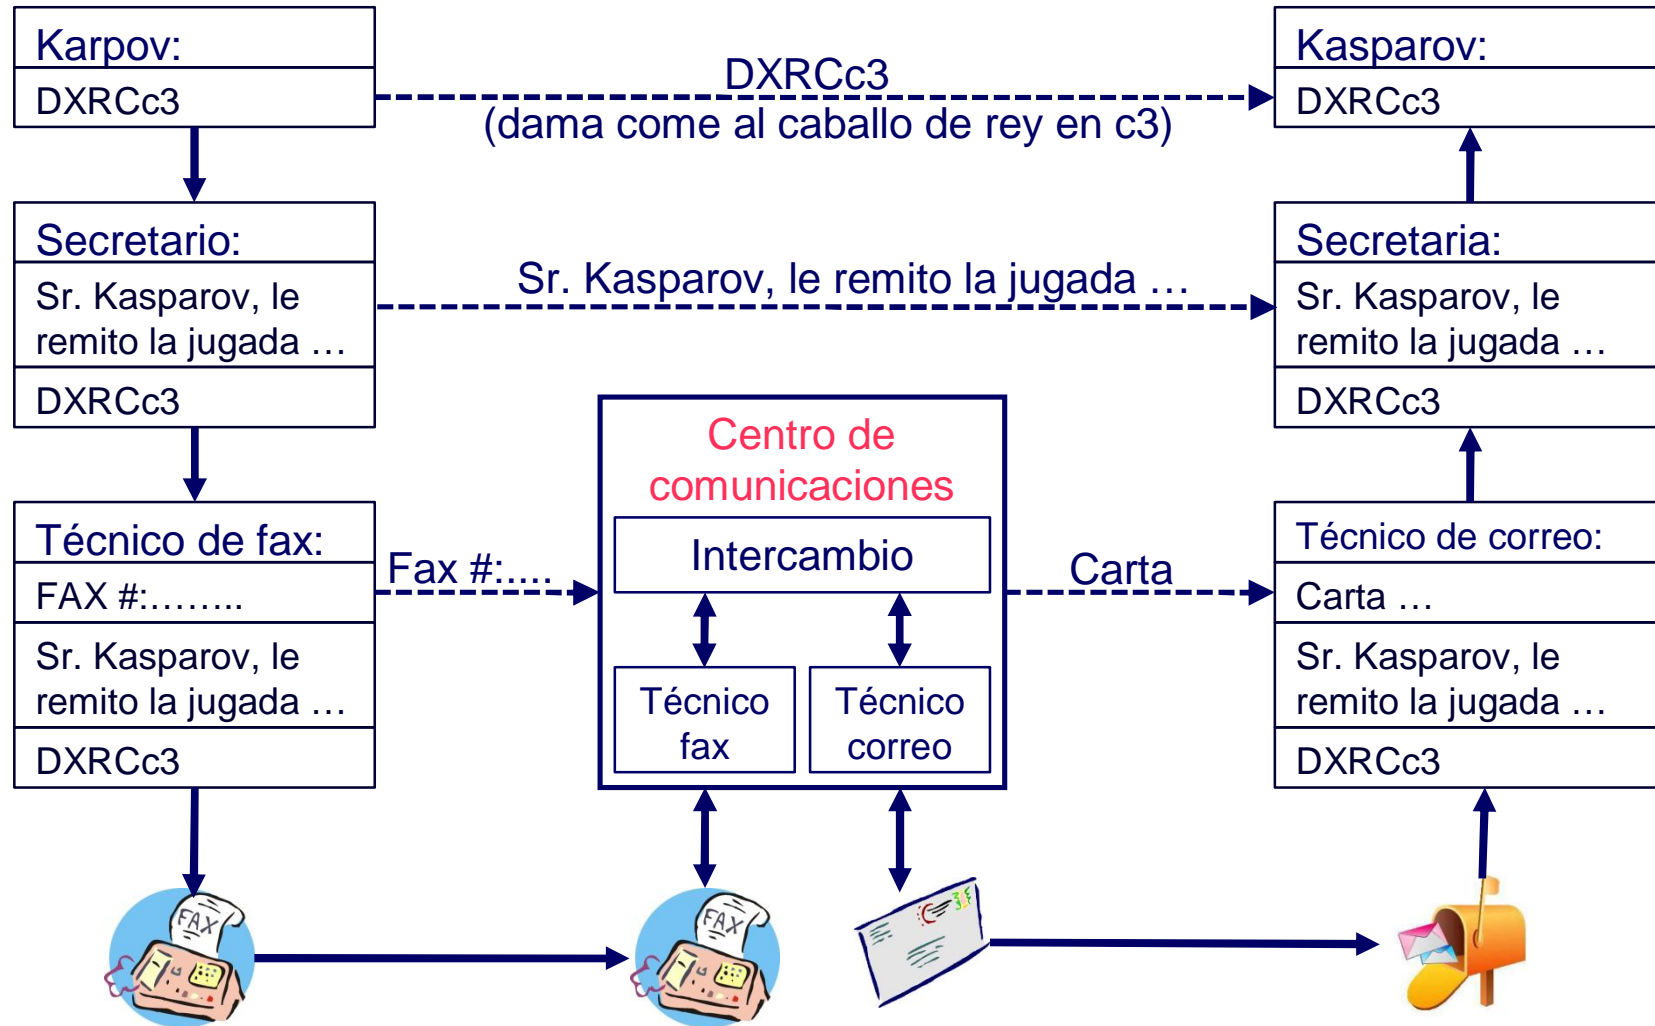 Karpov:
DXRCc3
DXRCc3
(dama come al caballo de rey en c3)
Kasparov:
DXRCc3
Secretario:
Sr. Kasparov, le
remito la jugada …
DXRCc3
Sr. Kasparov, le remito la jugada …
Secretaria:
Sr. Kasparov, le
remito la jugada …
DXRCc3
Técnico de fax:
FAX #:……..
Sr. Kasparov, le
remito la jugada …
DXRCc3
Fax #:....
Centro de
comunicaciones
Intercambio
Técnico
fax
Técnico
correo
Carta
Técnico de correo:
Carta …
Sr. Kasparov, le
remito la jugada …
DXRCc3
FAX
FAX